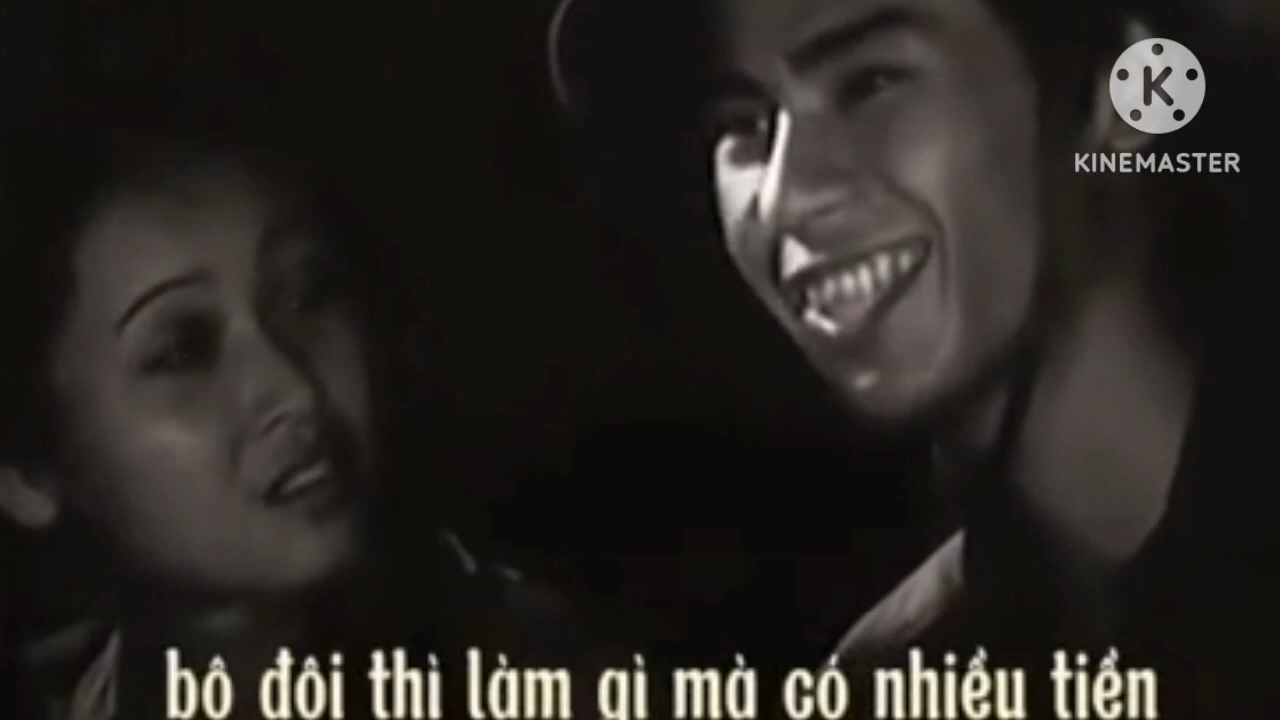 K
KINEMASTER
bộ đội thì làm gì mà có nhiều tiền